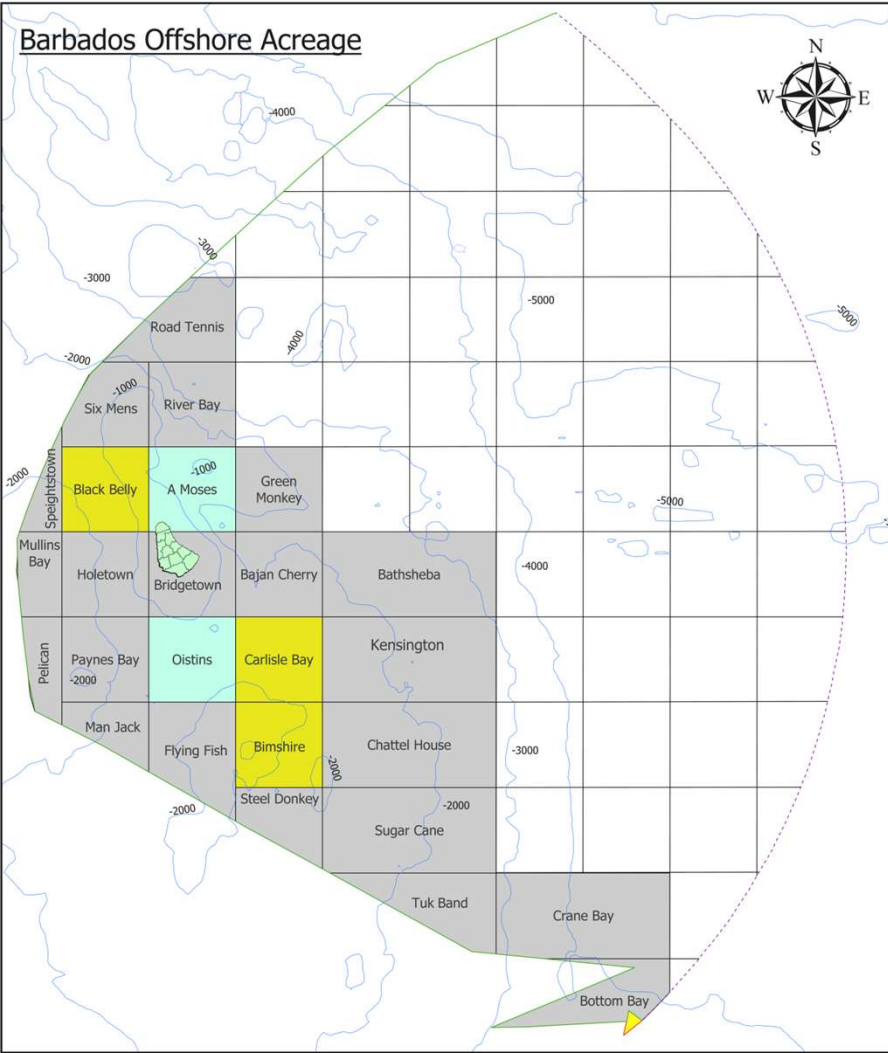 Barbados Offshore Acreage
N
W
E
S
-4000
-3000
-3000
-5000
-5000
Road Tennis
-4000
-2000
-1000
Six Mens
River Bay
Speightstown
-2000
Black Belly
-1000
A Moses
Green
Monkey
-5000
Mullins
Bay
Holetown
Bridgetown
Bajan Cherry
Bathsheba
-4000
Pelican
Paynes Bay
-2000
Oistins
Carlisle Bay
Kensington
Man Jack
Flying Fish
Bimshire
-2000
Chattel House
-3000
Steel Donkey
-2000
-2000
Sugar Cane
Tuk Band
Crane Bay
Bottom Bay